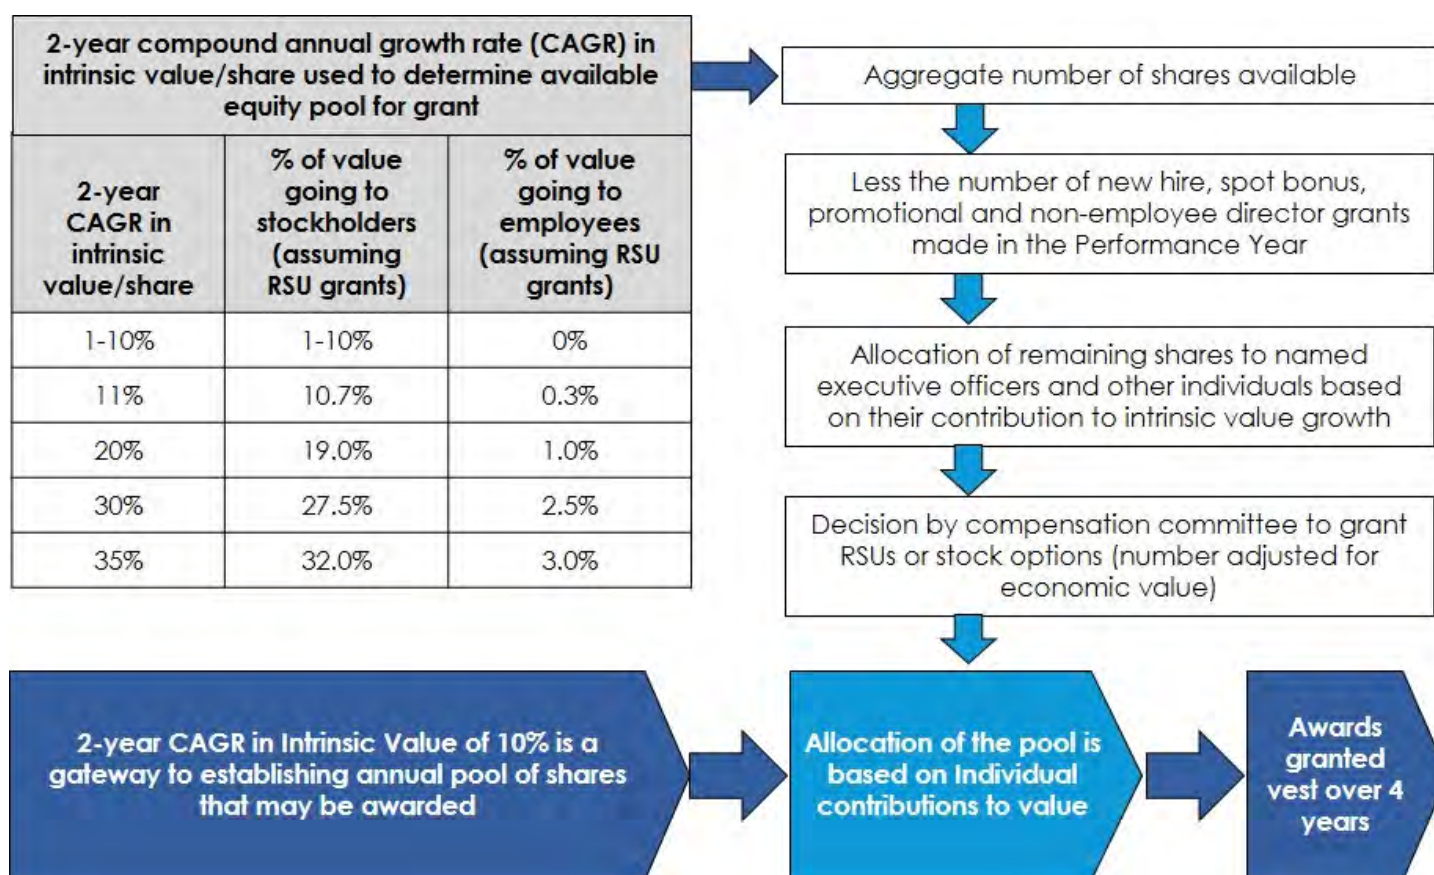 2-year compound annual growth rate (CAGR) in
intrinsic value/share used to determine available
equity pool for grant
2-year
CAGR in
intrinsic
value/share
% of value
going to
stockholders
(assuming
RSU grants)
% of value
going to
employees
(assuming RSU
grants)
1-10%
1-10%
0%
11%
10.7%
0.3%
20%
19.0%
1.0%
30%
27.5%
2.5%
35%
32.0%
3.0%
Aggregate number of shares available
Less the number of new hire, spot bonus,
promotional and non-employee director grants
made in the Performance Year
Allocation of remaining shares to named
executive officers and other individuals based
on their contribution to intrinsic value growth
Decision by compensation committee to grant
RSUs or stock options (number adjusted for
economic value)
2-year CAGR in Intrinsic Value of 10% is a
gateway to establishing annual pool of shares
that may be awarded
Allocation of the pool is
based on Individual
contributions to value
Awards
granted
vest over 4
years